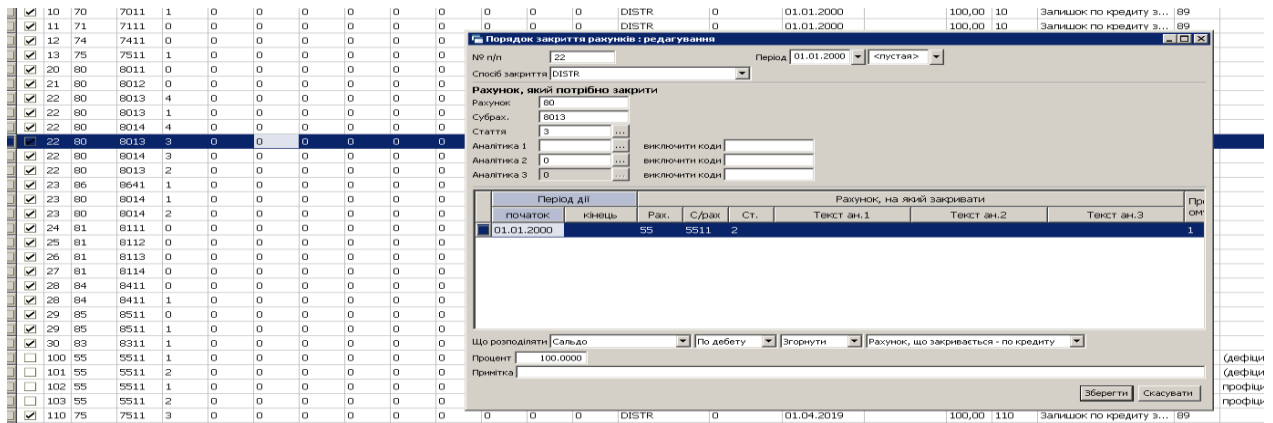 10 70 7011 1 0 0 0 0 0 0 0 0 DISTR 0 01.01.2000 100,00 10 Залишок по кредиту з... 89
11 71 7111 0 0 0 0 0 0 0 0 0 DISTR 0 01.01.2000 100,00 11 Залишок по кредиту з... 89
12 74 7411 0 0 0 0 0 0
Порядок закриття рахунків : редагування
13 75 7511 1 0 0 0 0 0
№ п/п 22 Період 01.01.2000 <пустая>
20 80 8011 0 0 0 0 0 0
Спосіб закриття DISTR
21 80 8012 0 0 0 0 0 0
Рахунок, який потрібно закрити
22 80 8013 4 0 0 0 0 0
Рахунок 80
22 80 8013 1 0 0 0 0 0
Субрах. 8013
22 80 8014 4 0 0 0 0 0
Стаття 3 ...
22 80 8013 3 0 0 0 0 0
Аналітика 1 ... виключити коди
22 80 8014 3 0 0 0 0 0
Аналітика 2 0 ... виключити коди
22 80 8013 2 0 0 0 0 0
Аналітика 3 0 ... виключити коди
23 86 8641 1 0 0 0 0 0
23 80 8014 1 0 0 0 0 0
Період дії Рахунок, на який закривати
23 80 8014 2 0 0 0 0 0
початок кінець Рах. С/рах Ст. Текст ан.1 Текст ан.2 Текст ан.3
24 81 8111 0 0 0 0 0 0
01.01.2000 55 5511 2 1
25 81 8112 0 0 0 0 0 0
26 81 8113 0 0 0 0 0 0
27 81 8114 0 0 0 0 0 0
28 84 8411 0 0 0 0 0 0
28 84 8411 1 0 0 0 0 0
29 85 8511 0 0 0 0 0 0
29 85 8511 1 0 0 0 0 0
30 83 8311 1 0 0 0 0 0
Що розподіляти Сальдо По дебету Згорнути Рахунок, що закривається - по кредиту
100 55 5511 1 0 0 0 0 0 (дефіци
Процент 100.0000
101 55 5511 2 0 0 0 0 0 (дефіци
Примітка
102 55 5511 1 0 0 0 0 0 профіци
Зберегти Скасувати
103 55 5511 2 0 0 0 0 0 профіци
110 75 7511 3 0 0 0 0 0 0 0 0 DISTR 0 01.04.2019 100,00 110 Залишок по кредиту з... 89